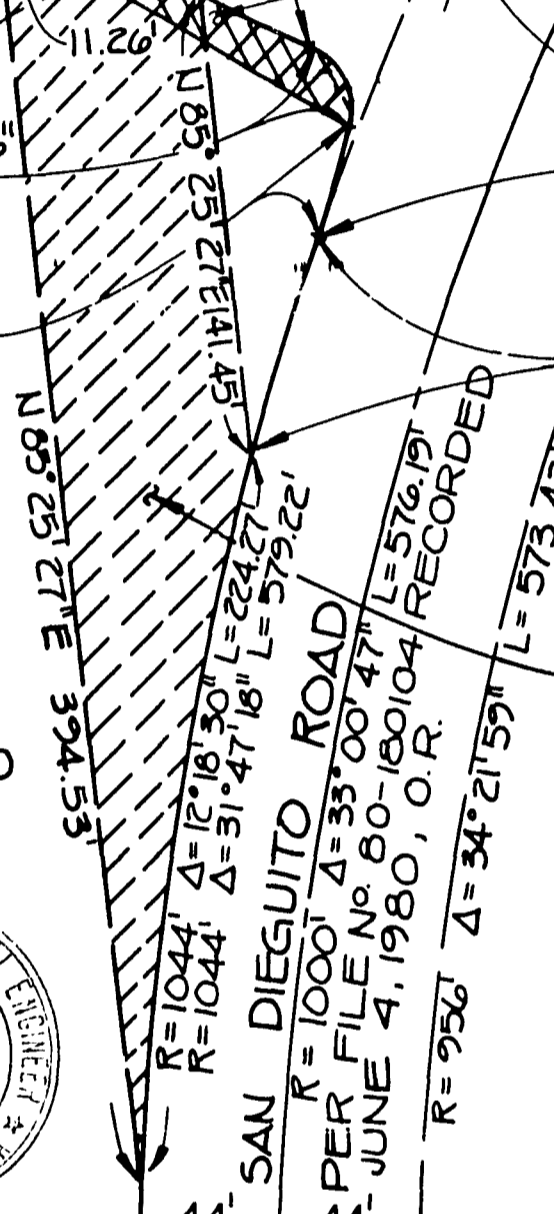 11.26'
N 85° 25' 27" E 141.45'
N 85° 25' 27" E 394.53'
R=1044' Δ=12°18'30" L=224.27'
R=1044' Δ=31°47'18" L=579.22'
SAN DIEGUITO ROAD
R=1000' Δ=33°00'47" L=576.19'
PER FILE No. 80-180104 RECORDED
JUNE 4, 1980, O.R.
R=956' Δ=34°21'59" L=573.
ENGINEER